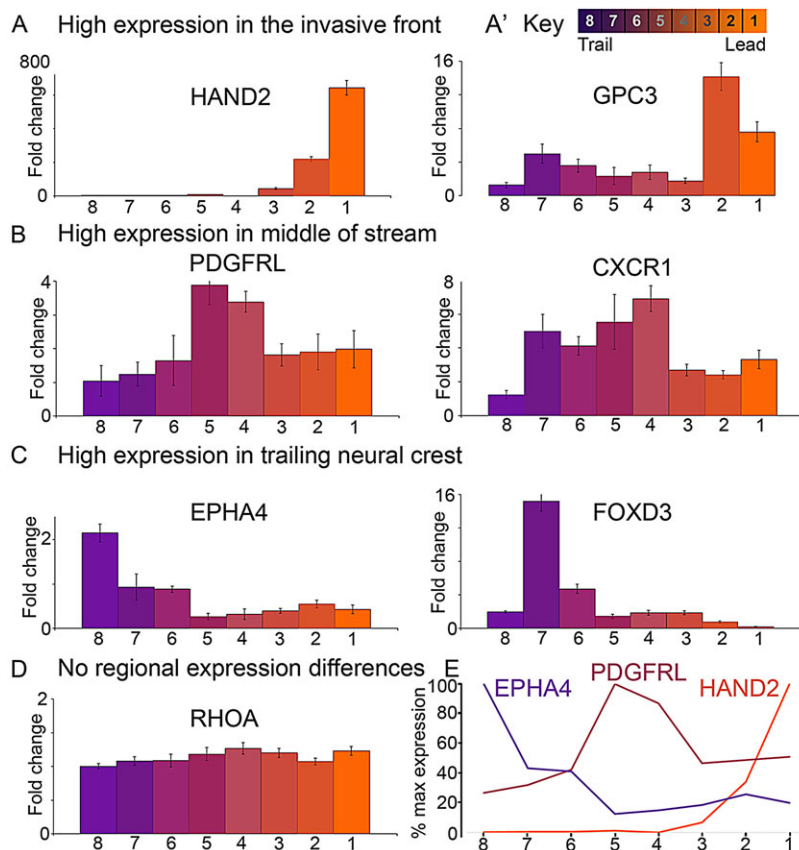 A High expression in the invasive front
A' Key 8 7 6 5 4 3 2 1
Trail Lead
800
HAND2
Fold change
0
8 7 6 5 4 3 2 1
16
GPC3
Fold change
0
8 7 6 5 4 3 2 1
B High expression in middle of stream
4
PDGFRL
Fold change
0
8 7 6 5 4 3 2 1
8
CXCR1
Fold change
0
8 7 6 5 4 3 2 1
C High expression in trailing neural crest
EPHA4
2
Fold change
0
8 7 6 5 4 3 2 1
16
FOXD3
Fold change
0
8 7 6 5 4 3 2 1
D No regional expression differences
2
RHOA
Fold change
0
8 7 6 5 4 3 2 1
E
PDGFRL
EPHA4 HAND2
% max expression
100
80
60
40
20
0
8 7 6 5 4 3 2 1